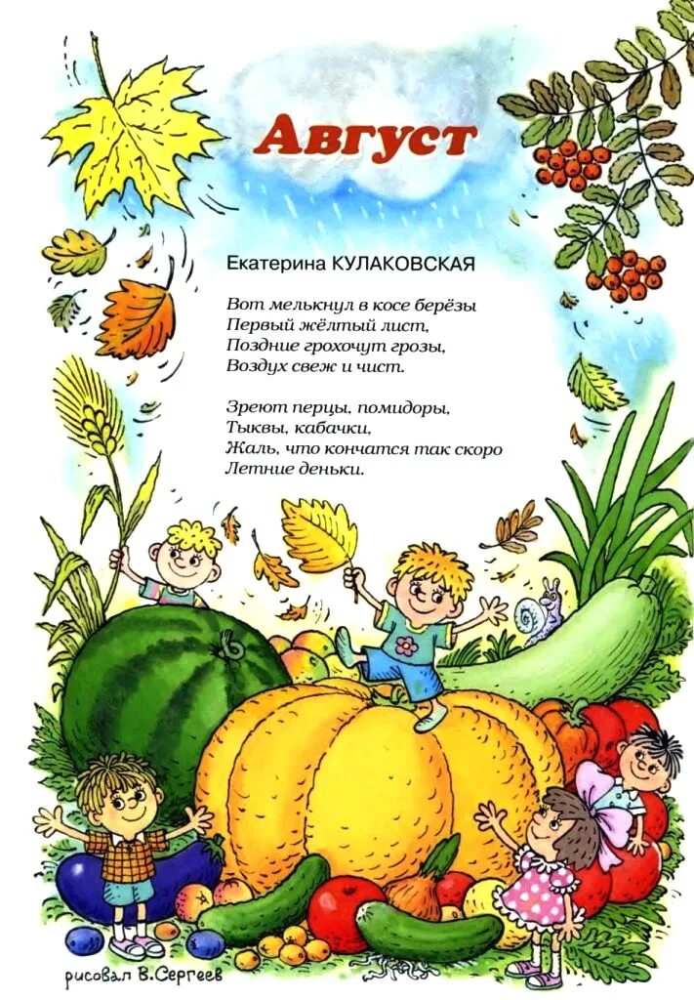 Август
Екатерина КУЛАКОВСКАЯ
Вот мелькнул в косе берёзы
Первый жёлтый лист,
Поздние грохочут грозы,
Воздух свеж и чист.
Зреют перцы, помидоры,
Тыквы, кабачки,
Жаль, что кончатся так скоро
Летние деньки.
рисовал В.Сергеев